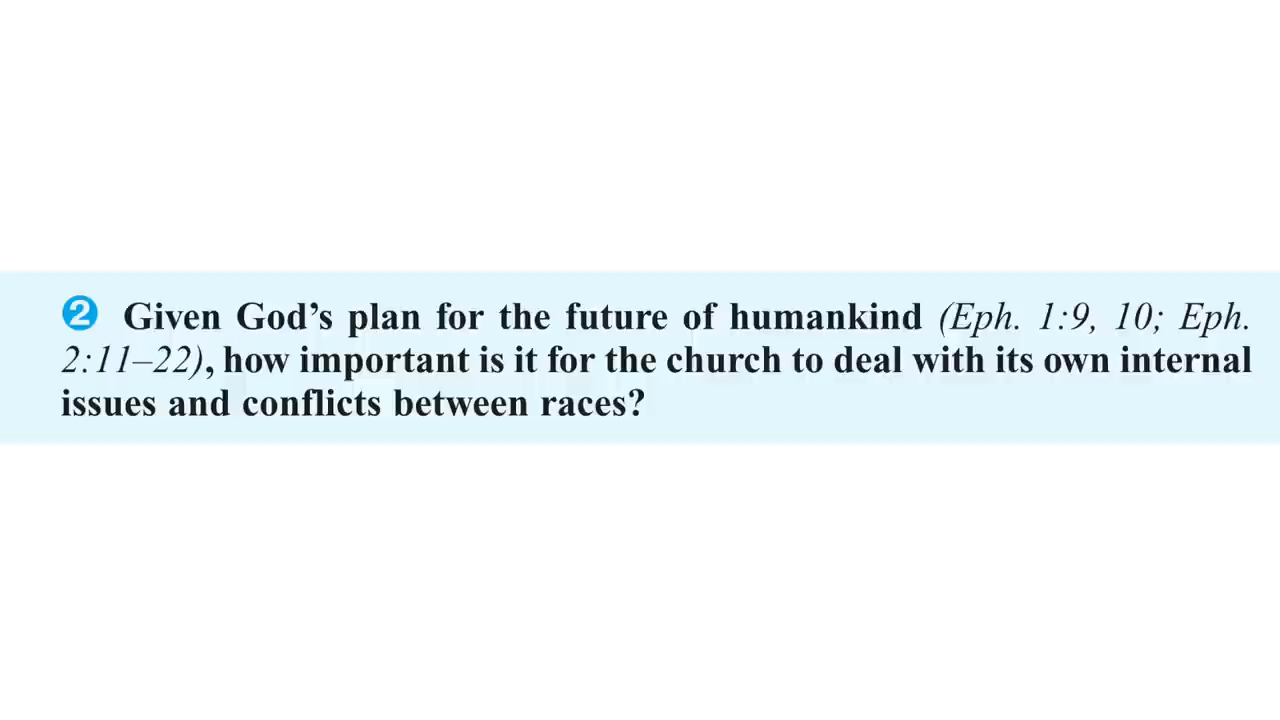 2 Given God’s plan for the future of humankind (Eph. 1:9, 10; Eph.
2:11–22), how important is it for the church to deal with its own internal
issues and conflicts between races?